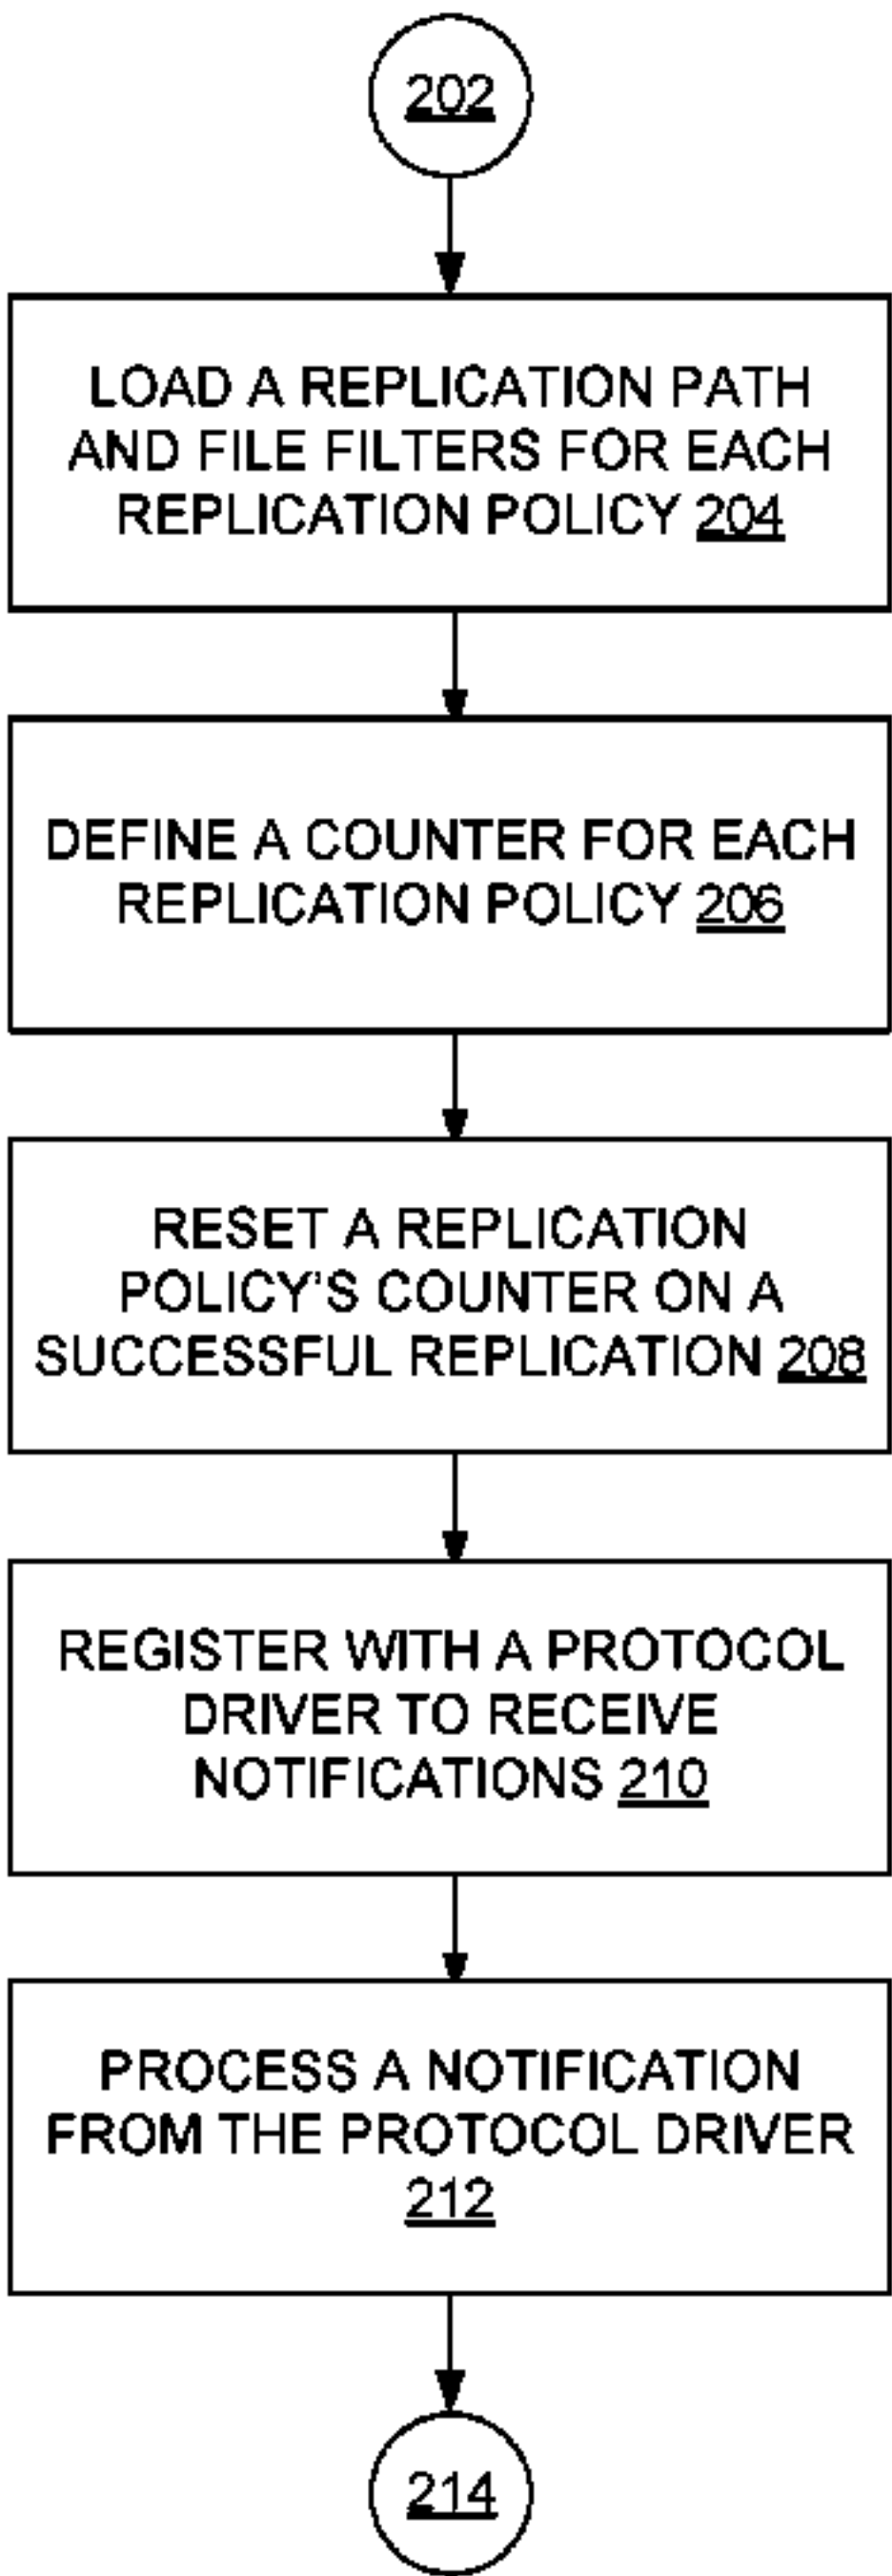 202
LOAD A REPLICATION PATH
AND FILE FILTERS FOR EACH
REPLICATION POLICY 204
DEFINE A COUNTER FOR EACH
REPLICATION POLICY 206
RESET A REPLICATION
POLICY'S COUNTER ON A
SUCCESSFUL REPLICATION 208
REGISTER WITH A PROTOCOL
DRIVER TO RECEIVE
NOTIFICATIONS 210
PROCESS A NOTIFICATION
FROM THE PROTOCOL DRIVER
212
214